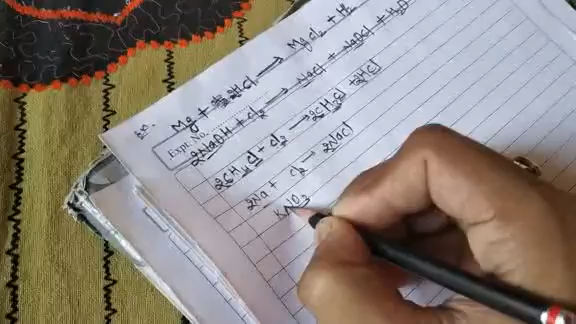 Mg + 2HCl → MgCl₂ + H₂
Expt. No.
2NaOH + Cl₂ → NaCl + NaOCl + H₂O
2CH₄ + Cl₂ → 2CH₃Cl + 2HCl
2Na + Cl₂ → 2NaCl
KNO₃